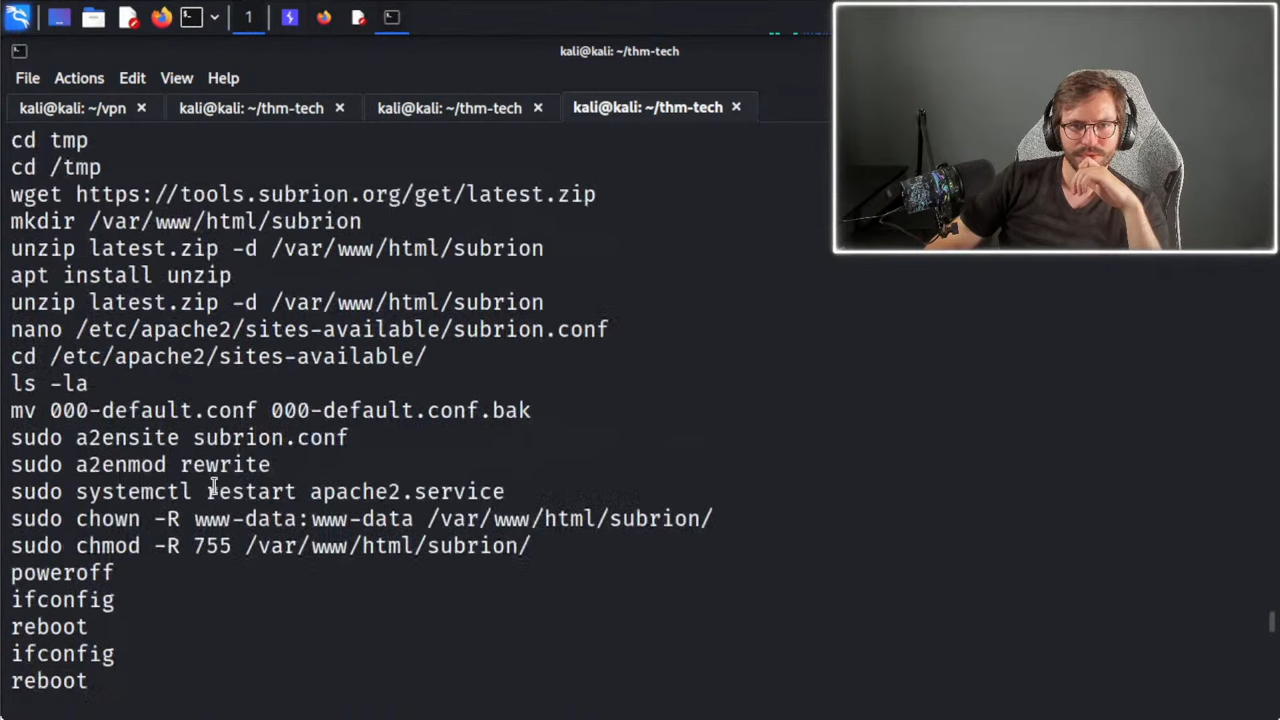 1
kali@kali: ~/thm-tech
File Actions Edit View Help
kali@kali: ~/vpn kali@kali: ~/thm-tech kali@kali: ~/thm-tech kali@kali: ~/thm-tech
cd tmp
cd /tmp
wget https://tools.subrion.org/get/latest.zip
mkdir /var/www/html/subrion
unzip latest.zip -d /var/www/html/subrion
apt install unzip
unzip latest.zip -d /var/www/html/subrion
nano /etc/apache2/sites-available/subrion.conf
cd /etc/apache2/sites-available/
ls -la
mv 000-default.conf 000-default.conf.bak
sudo a2ensite subrion.conf
sudo a2enmod rewrite
sudo systemctl restart apache2.service
sudo chown -R www-data:www-data /var/www/html/subrion/
sudo chmod -R 755 /var/www/html/subrion/
poweroff
ifconfig
reboot
ifconfig
reboot